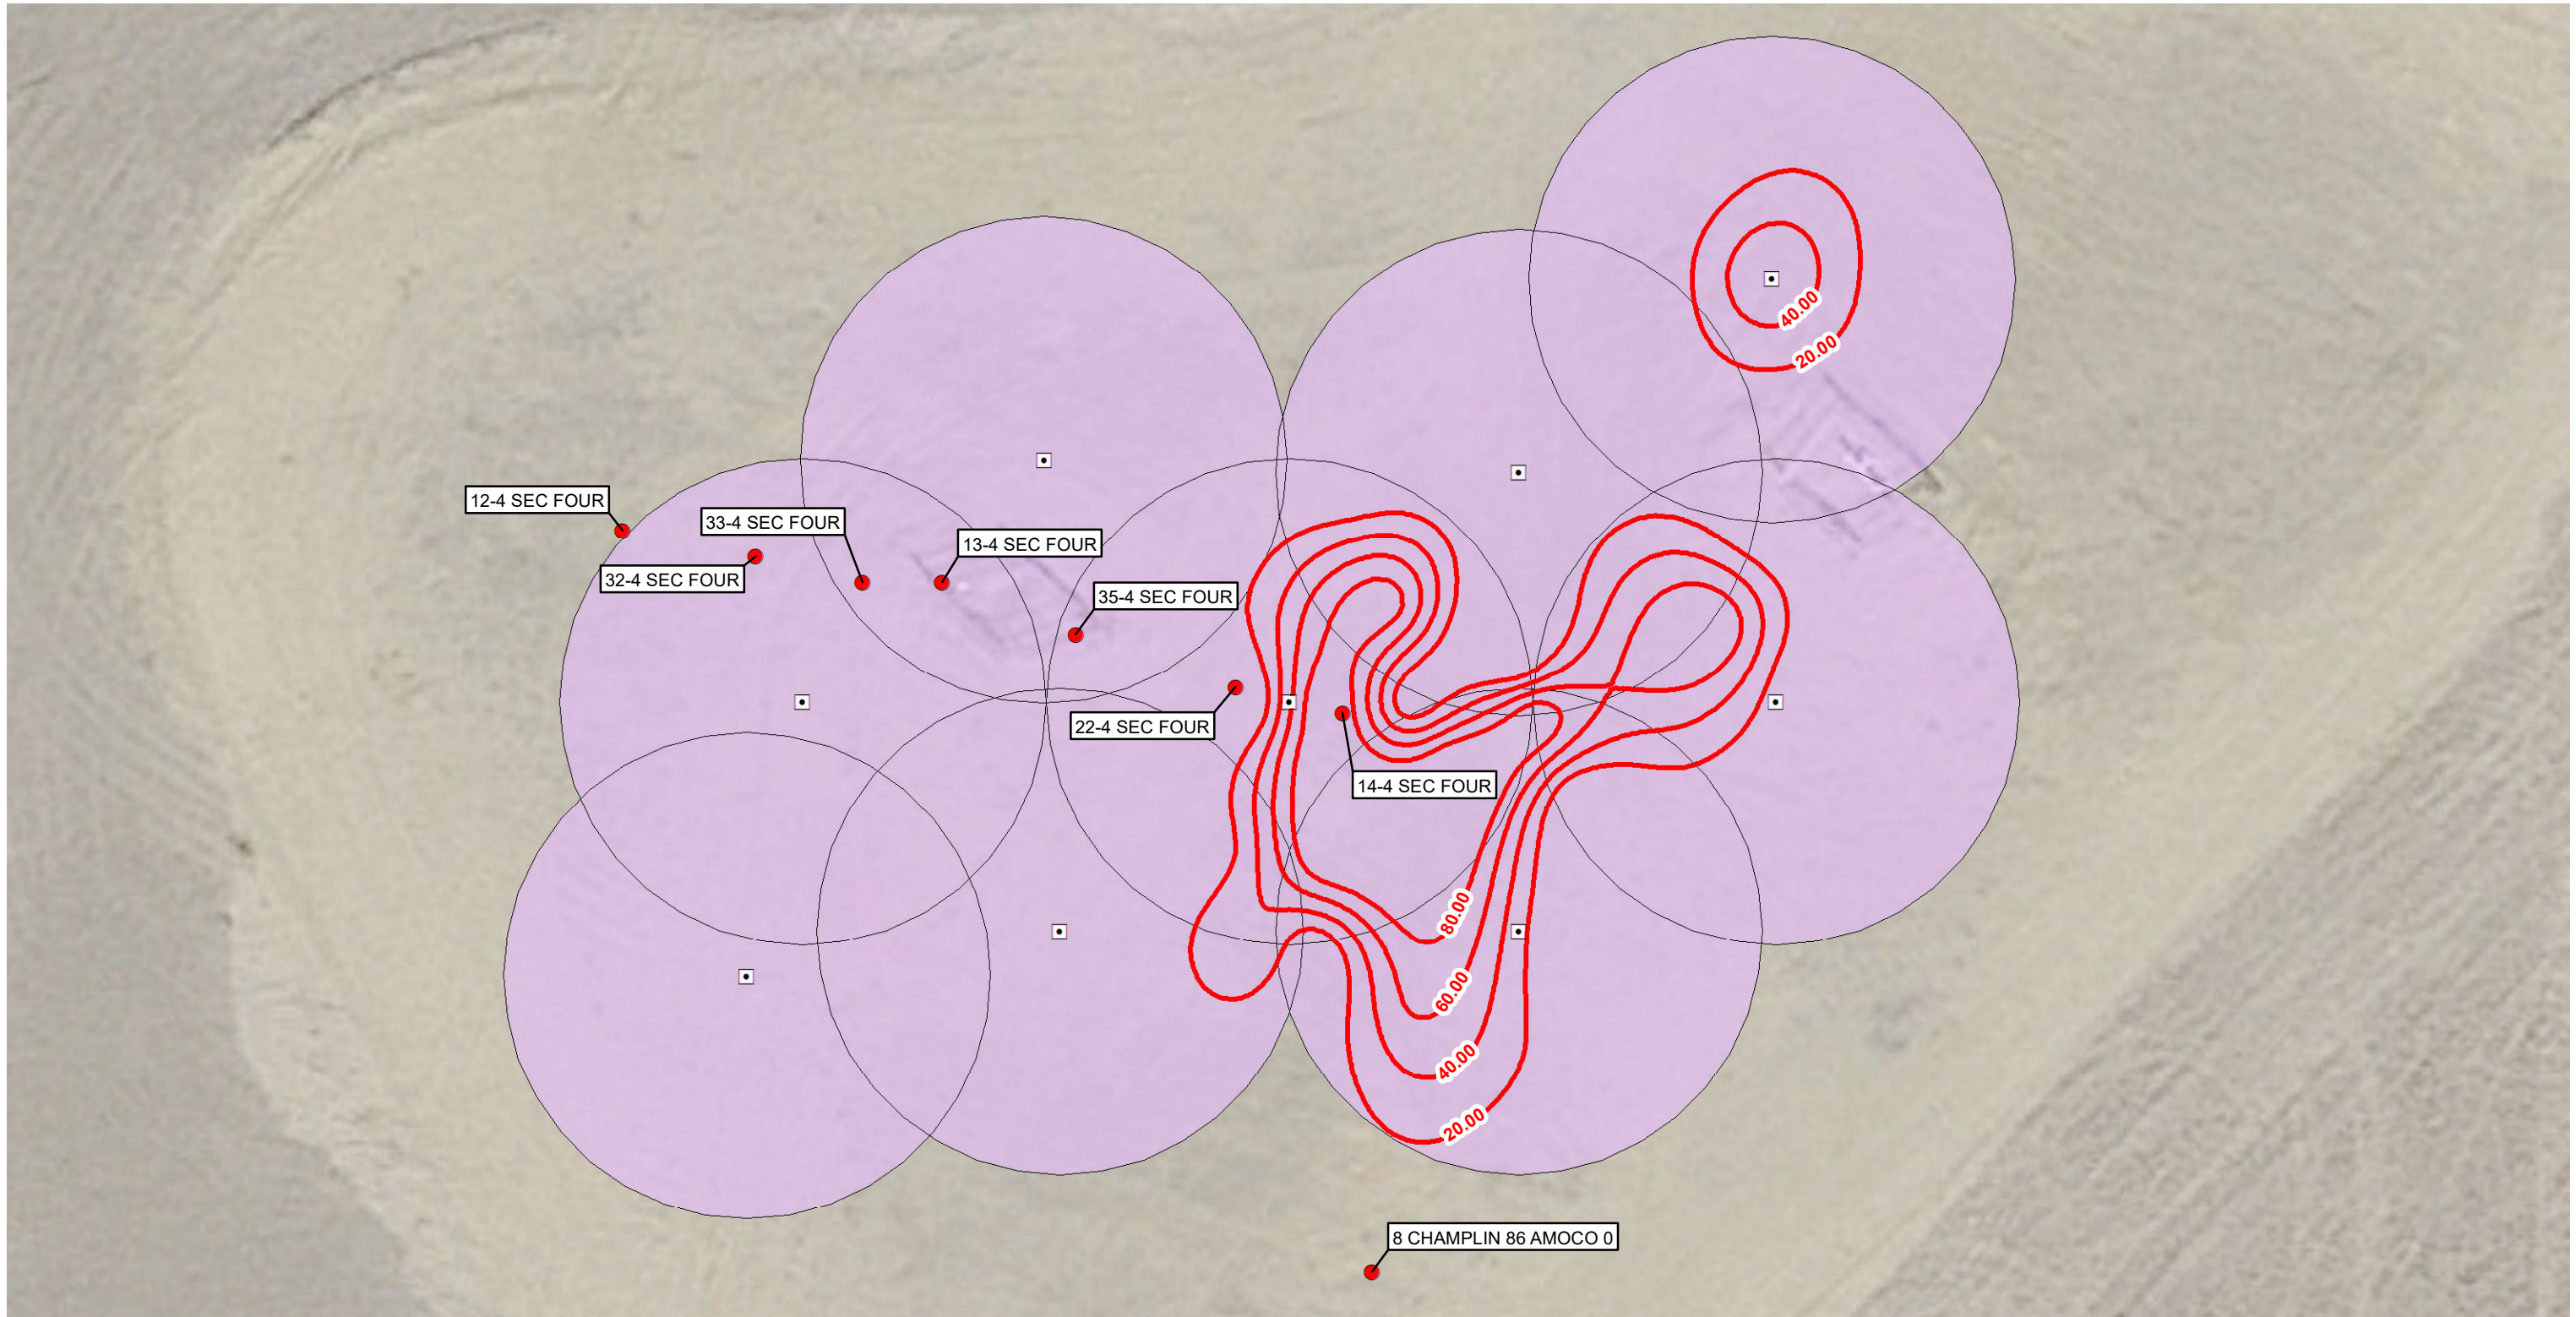 40.00
20.00
12-4 SEC FOUR
33-4 SEC FOUR
13-4 SEC FOUR
32-4 SEC FOUR
35-4 SEC FOUR
22-4 SEC FOUR
14-4 SEC FOUR
80.00
60.00
40.00
20.00
8 CHAMPLIN 86 AMOCO 0